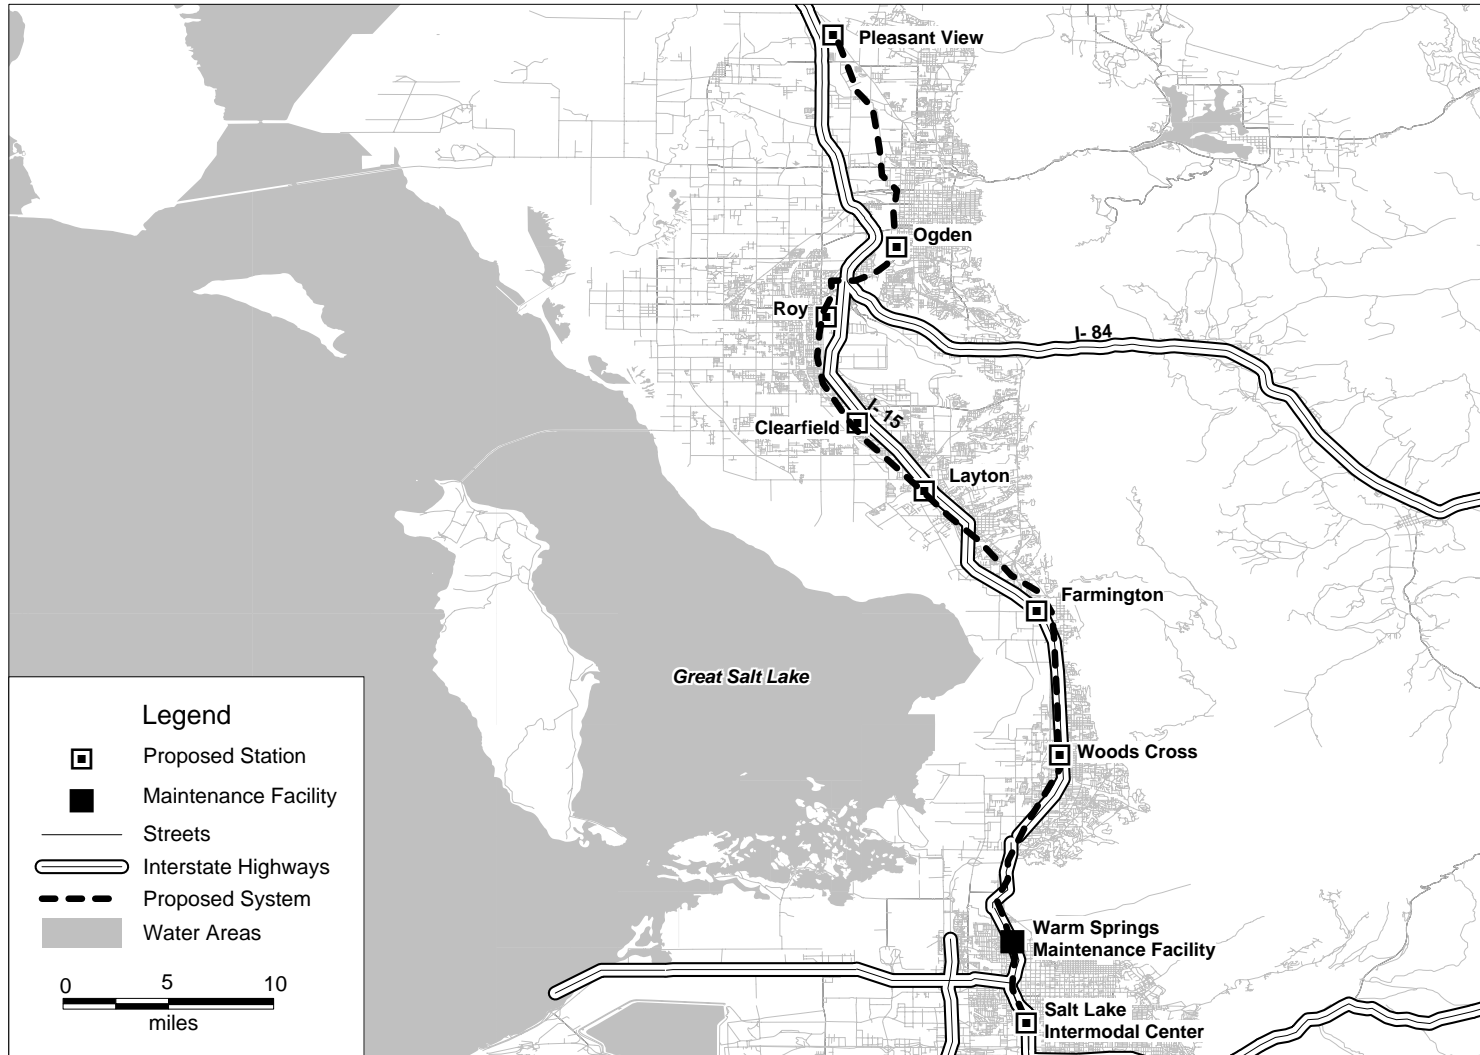 Pleasant View
Ogden
Roy
I- 84
I- 15
Clearfield
Layton
Farmington
Great Salt Lake
Woods Cross
Warm Springs
Maintenance Facility
Salt Lake
Intermodal Center
Legend
Proposed Station
Maintenance Facility
Streets
Interstate Highways
Proposed System
Water Areas
0 5 10
miles